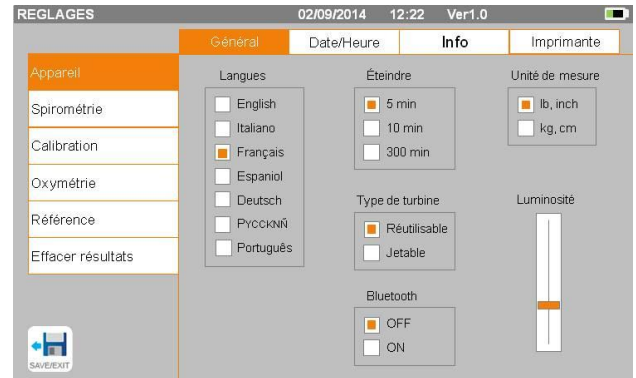 REGLAGES 02/09/2014 12:22 Ver1.0
Général Date/Heure Info Imprimante
Appareil
Spirométrie
Calibration
Oxymétrie
Référence
Effacer résultats
SAVE/EXIT
Langues
English
Italiano
Français
Espaniol
Deutsch
Русский
Português
Éteindre
5 min
10 min
300 min
Type de turbine
Réutilisable
Jetable
Bluetooth
OFF
ON
Unité de mesure
lb, inch
kg, cm
Luminosité